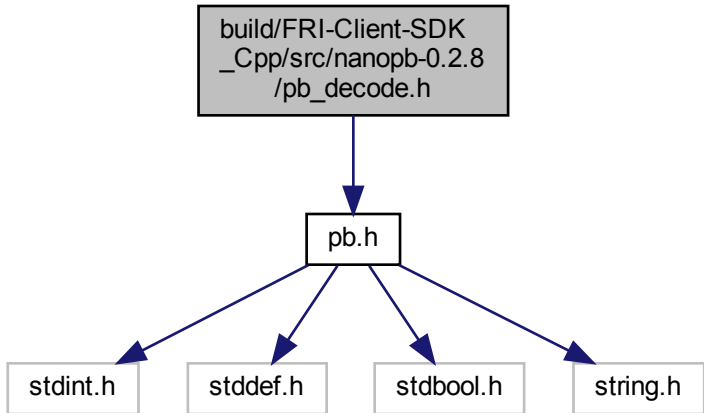 build/FRI-Client-SDK
_Cpp/src/nanopb-0.2.8
/pb_decode.h
pb.h
stdint.h
stddef.h
stdbool.h
string.h